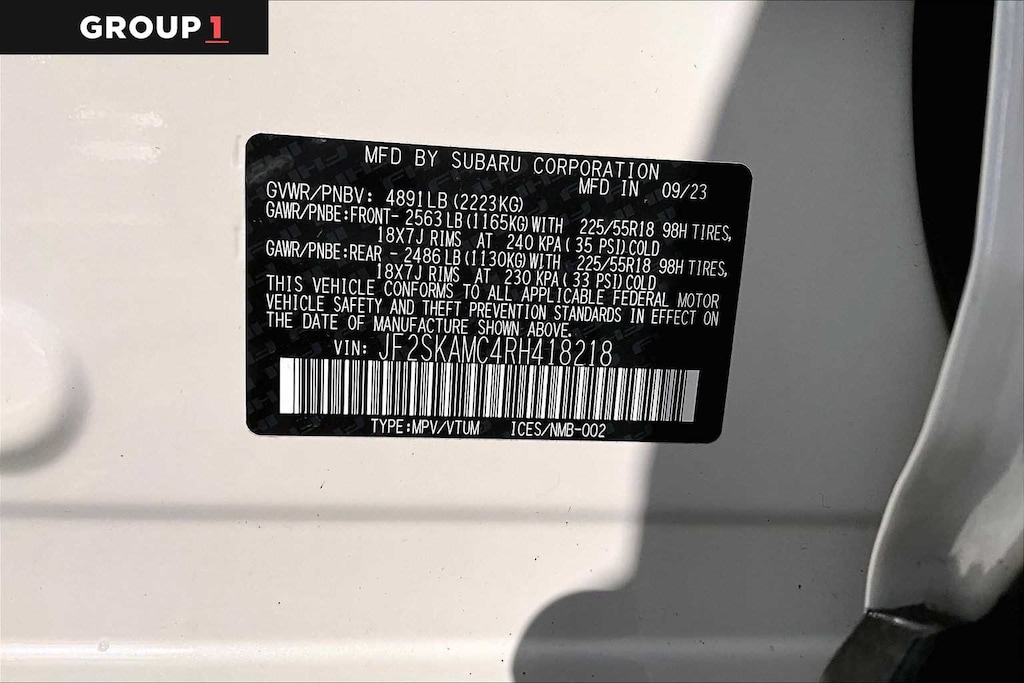 GROUP 1
MFD BY SUBARU CORPORATION
MFD IN 09/23
GVWR/PNBV: 4891LB(2223KG)
GAWR/PNBE:FRONT- 2563LB(1165KG)WITH 225/55R18 98H TIRES,
18X7J RIMS AT 240 KPA( 35 PSI)COLD
GAWR/PNBE:REAR - 2486LB(1130KG)WITH 225/55R18 98H TIRES,
18X7J RIMS AT 230 KPA( 33 PSI)COLD
THIS VEHICLE CONFORMS TO ALL APPLICABLE FEDERAL MOTOR
VEHICLE SAFETY AND THEFT PREVENTION STANDARDS IN EFFECT ON
THE DATE OF MANUFACTURE SHOWN ABOVE.
VIN: JF2SKAMC4RH418218
TYPE:MPV/VTUM ICES/NMB-002